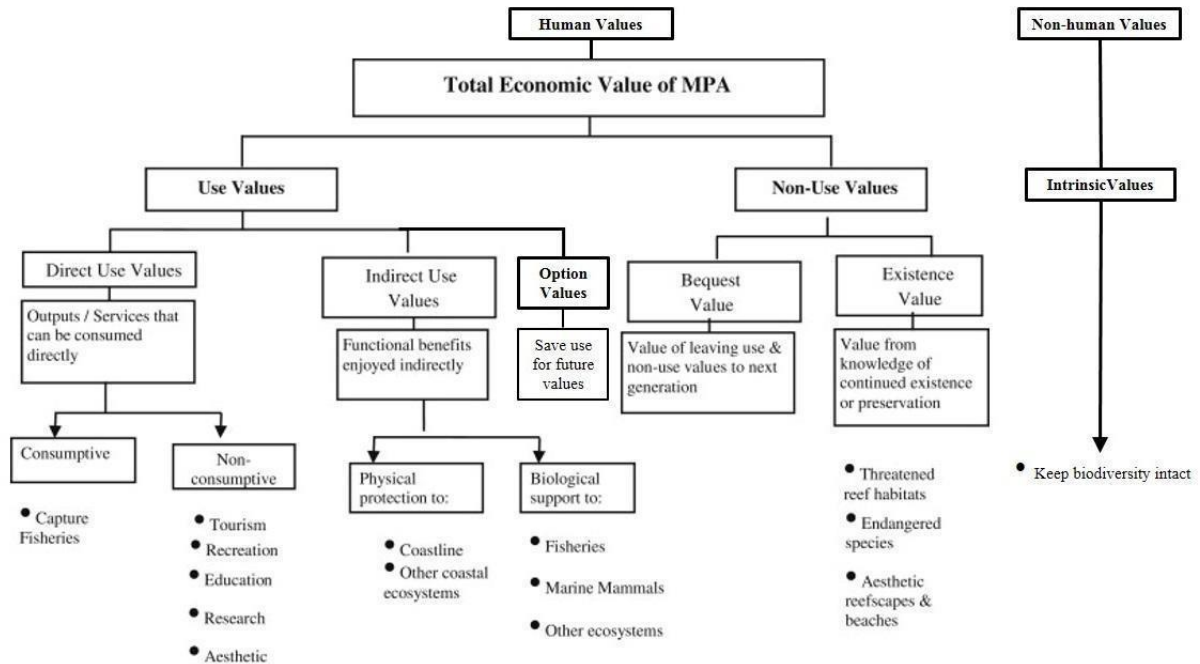 Human Values
Non-human Values
Total Economic Value of MPA
Use Values
Non-Use Values
IntrinsicValues
Direct Use Values
Indirect Use
Values
Option
Values
Bequest
Value
Existence
Value
Outputs / Services that
can be consumed
directly
Functional benefits
enjoyed indirectly
Save use
for future
values
Value of leaving use &
non-use values to next
generation
Value from
knowledge of
continued existence
or preservation
Consumptive
Non-
consumptive
Physical
protection to:
Biological
support to:
• Capture
Fisheries
• Tourism
• Recreation
• Education
• Research
• Aesthetic
• Coastline
• Other coastal
ecosystems
• Fisheries
• Marine Mammals
• Other ecosystems
• Threatened
reef habitats
• Endangered
species
• Aesthetic
reefscapes &
beaches
• Keep biodiversity intact